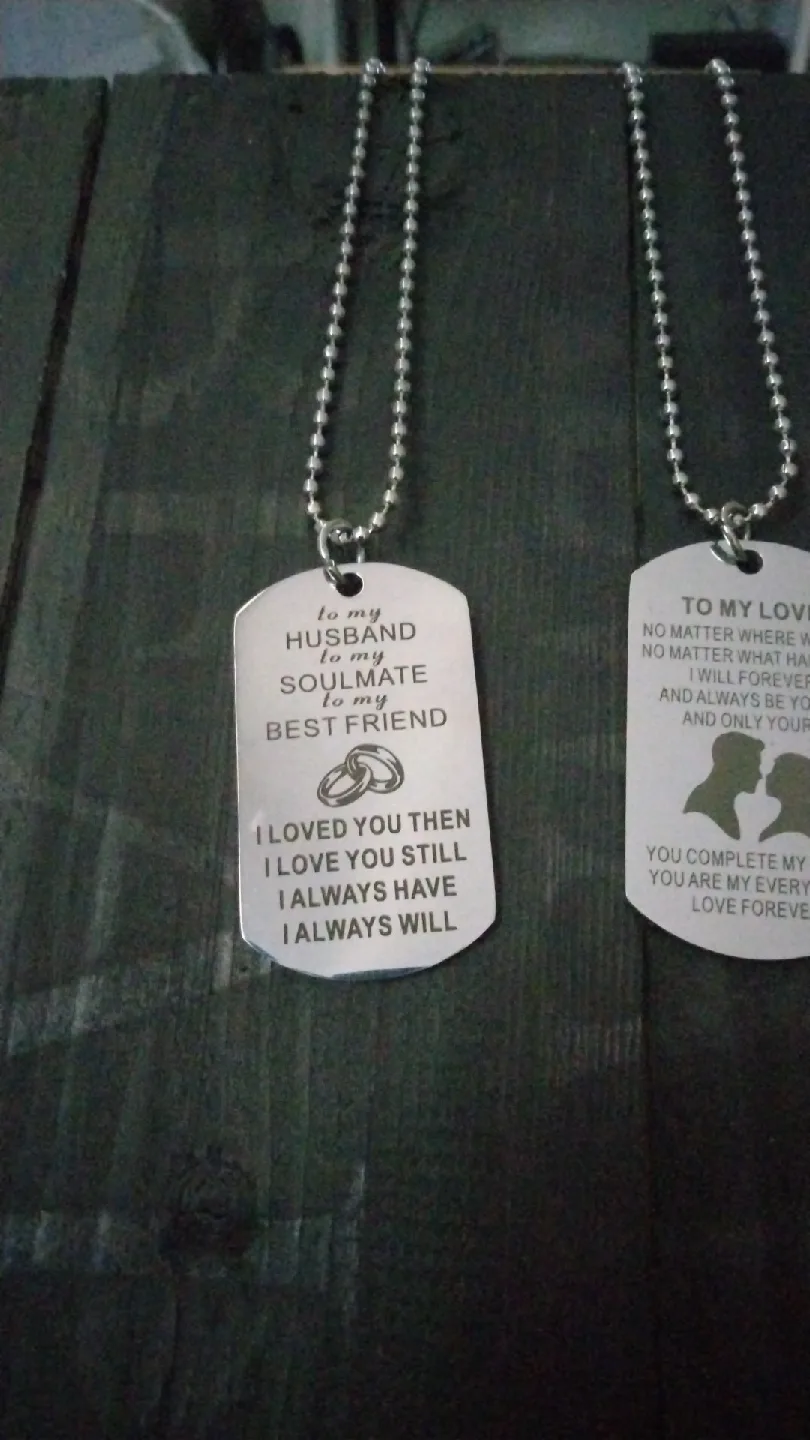 to my
HUSBAND
to my
SOULMATE
to my
BEST FRIEND
I LOVED YOU THEN
I LOVE YOU STILL
I ALWAYS HAVE
I ALWAYS WILL
TO MY
NO MATTER WHERE
NO MATTER WHAT
I WILL FOREVER
AND ALWAYS BE
AND ONLY
YOU COMPLETE MY
YOU ARE MY
LOVE